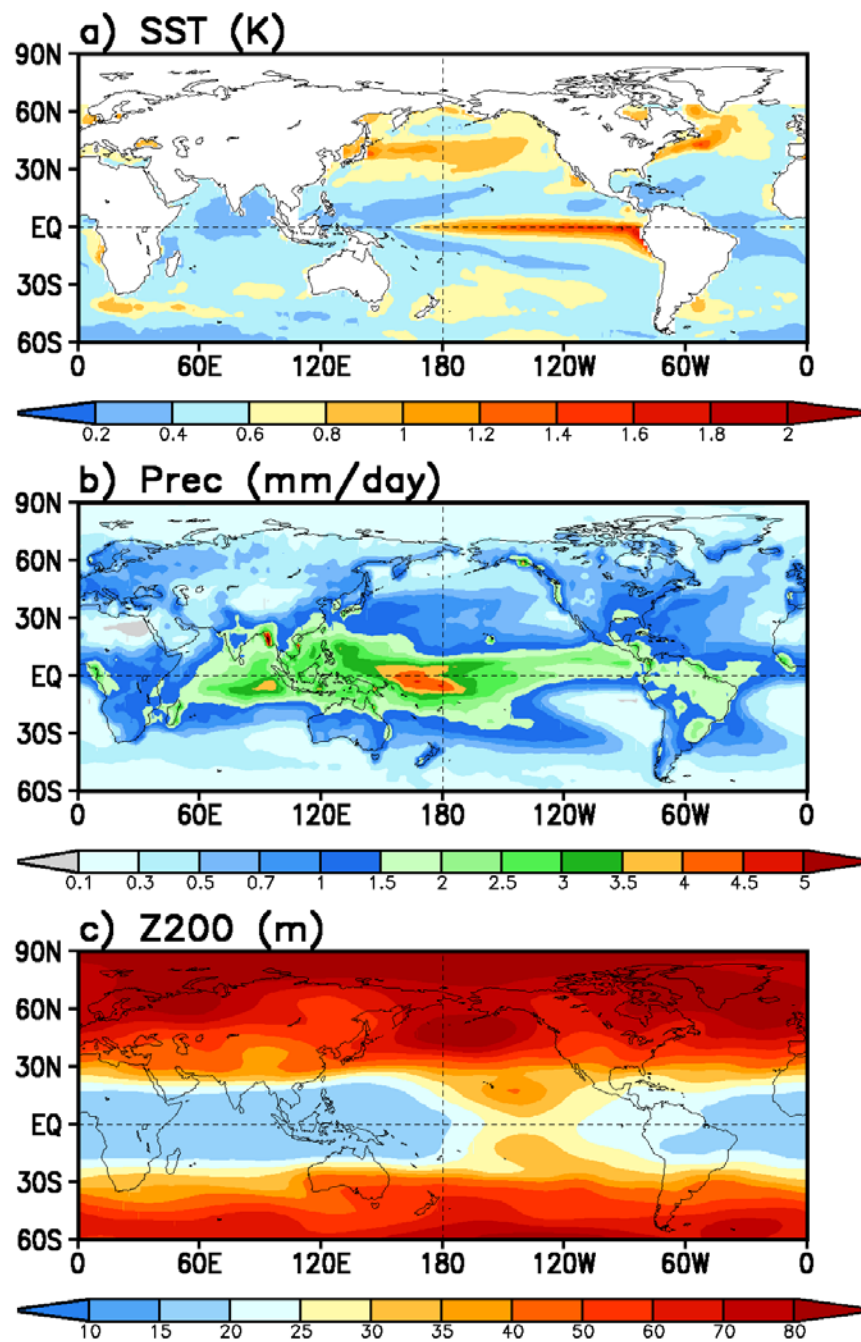 a) SST (K)
90N
60N
30N
EQ
30S
60S
0 60E 120E 180 120W 60W 0
0.2 0.4 0.6 0.8 1 1.2 1.4 1.6 1.8 2
b) Prec (mm/day)
90N
60N
30N
EQ
30S
60S
0 60E 120E 180 120W 60W 0
0.1 0.3 0.5 0.7 1 1.5 2 2.5 3 3.5 4 4.5 5
c) Z200 (m)
90N
60N
30N
EQ
30S
60S
0 60E 120E 180 120W 60W 0
10 15 20 25 30 35 40 50 60 70 80